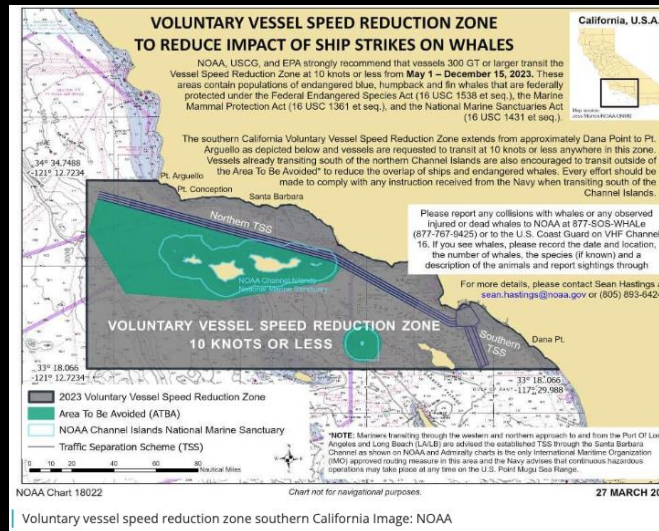 VOLUNTARY VESSEL SPEED REDUCTION ZONE
TO REDUCE IMPACT OF SHIP STRIKES ON WHALES
California, U.S.A.
NOAA, USCG, and EPA strongly recommend that vessels 300 GT or larger transit the
Vessel Speed Reduction Zone at 10 knots or less from May 1 – December 15, 2023. These
areas contain populations of endangered blue, humpback and fin whales that are federally
protected under the Federal Endangered Species Act (16 USC 1538 et seq.), the Marine
Mammal Protection Act (16 USC 1361 et seq.), and the National Marine Sanctuaries Act
(16 USC 1431 et seq.).
The southern California Voluntary Vessel Speed Reduction Zone extends from approximately Dana Point to Pt.
Arguello as depicted below and vessels are requested to transit at 10 knots or less anywhere in this zone.
Vessels already transiting south of the northern Channel Islands are also encouraged to transit outside of
the Area To Be Avoided* to reduce the overlap of ships and endangered whales. Every effort should be
made to comply with any instruction received from the Navy when transiting south of the
Channel Islands.
34° 34.7488
-121° 12.7234
Pt. Arguello
Pt. Conception
Santa Barbara
Northern TSS
Please report any collisions with whales or any observed
injured or dead whales to NOAA at 877-SOS-WHALe
(877-767-9425) or to the U.S. Coast Guard on VHF Channel
16. If you see whales, please record the date and location,
the number of whales, the species (if known) and a
description of the animals and report sightings through
For more details, please contact Sean Hastings a
sean.hastings@noaa.gov or (805) 893-642
NOAA Channel Islands
National Marine Sanctuary
VOLUNTARY VESSEL SPEED REDUCTION ZONE
10 KNOTS OR LESS
Southern
TSS
Dana Pt.
33° 18.066
-121° 12.7234
33° 18.066
-117° 29.988
2023 Voluntary Vessel Speed Reduction Zone
Area To Be Avoided (ATBA)
NOAA Channel Islands National Marine Sanctuary
Traffic Separation Scheme (TSS)
0 10 20 40 60 80
Nautical Miles
*NOTE: Mariners transiting through the western and northern approach to and from the Port Of Los
Angeles and Long Beach (LA/LB) are advised the established TSS through the Santa Barbara
Channel as shown on NOAA and Admiralty charts is the only International Maritime Organization
(IMO) approved routing measure in this area and the Navy advises that continuous hazardous
operations may take place at any time on the U.S. Point Mugu Sea Range.
NOAA Chart 18022
Chart not for navigational purposes.
27 MARCH 20
Voluntary vessel speed reduction zone southern California Image: NOAA